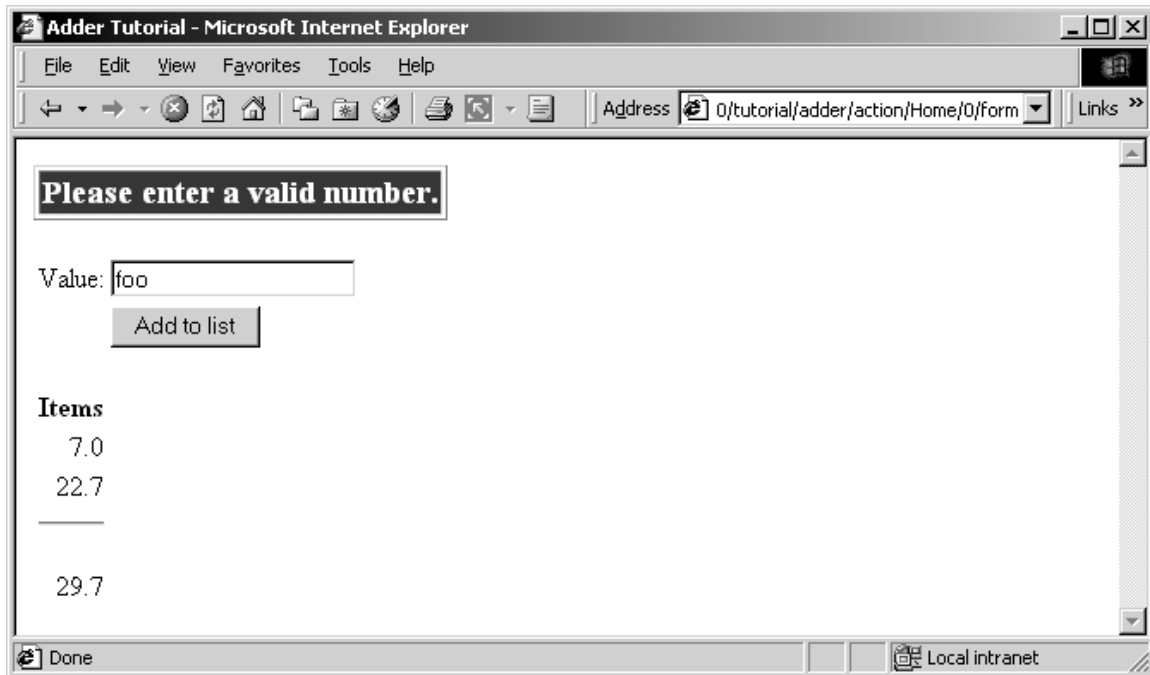 Adder Tutorial - Microsoft Internet Explorer
File Edit View Favorites Tools Help
Address 0/tutorial/adder/action/Home/0/form Links »
Please enter a valid number.
Value: foo
Add to list
Items
7.0
22.7
29.7
Done Local intranet